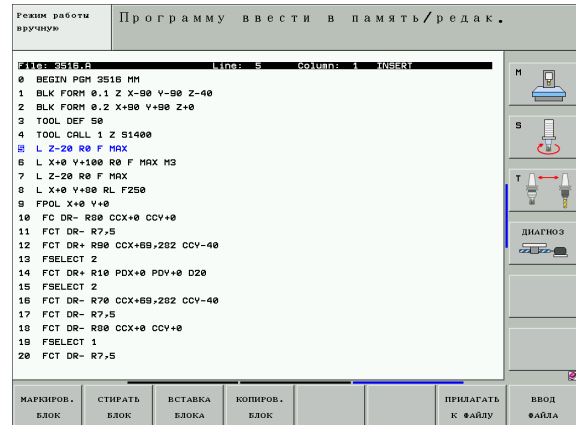 Режим работы
вручную
Программу ввести в память/редак.
File: 3516.A Line: 5 Column: 1 INSERT
0 BEGIN PGM 3516 MM
1 BLK FORM 0.1 Z X-90 Y-90 Z-40
2 BLK FORM 0.2 X+90 Y+90 Z+0
3 TOOL DEF 50
4 TOOL CALL 1 Z S1400
5 L Z-20 R0 F MAX
6 L X+0 Y+100 R0 F MAX M3
7 L Z-20 R0 F MAX
8 L X+0 Y+80 RL F250
9 FPOL X+0 Y+0
10 FC DR- R80 CCX+0 CCY+0
11 FCT DR- R7,5
12 FCT DR+ R90 CCX+69,282 CCY-40
13 FSELECT 2
14 FCT DR+ R10 PDX+0 PDY+0 D20
15 FSELECT 2
16 FCT DR- R70 CCX+69,282 CCY-40
17 FCT DR- R7,5
18 FCT DR- R80 CCX+0 CCY+0
19 FSELECT 1
20 FCT DR- R7,5
M
S
T
ДИАГНОЗ
МАРКИРОВ.
БЛОК
СТИРАТЬ
БЛОК
ВСТАВКА
БЛОКА
КОПИРОВ.
БЛОК
ПРИЛАГАТЬ
К ФАЙЛУ
ВВОД
ФАЙЛА